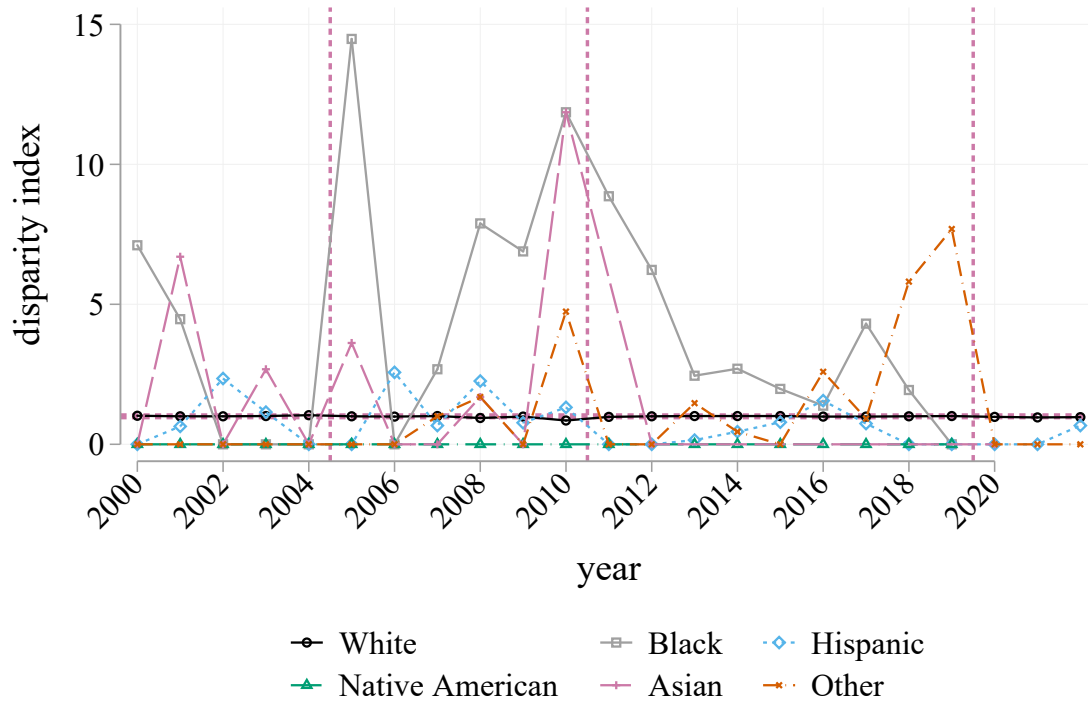 15
10
5
0
disparity index
2000 2002 2004 2006 2008 2010 2012 2014 2016 2018 2020
year
White Black Hispanic
Native American Asian Other